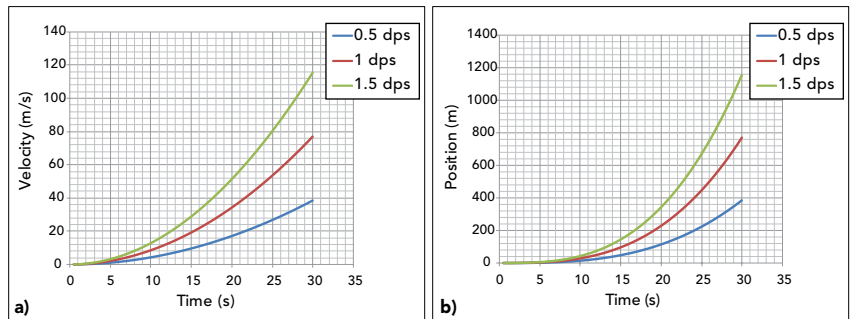 140
120
100
80
60
40
20
0
Velocity (m/s)
0 5 10 15 20 25 30 35
Time (s)
0.5 dps
1 dps
1.5 dps
a)
1400
1200
1000
800
600
400
200
0
Position (m)
0 5 10 15 20 25 30 35
Time (s)
0.5 dps
1 dps
1.5 dps
b)